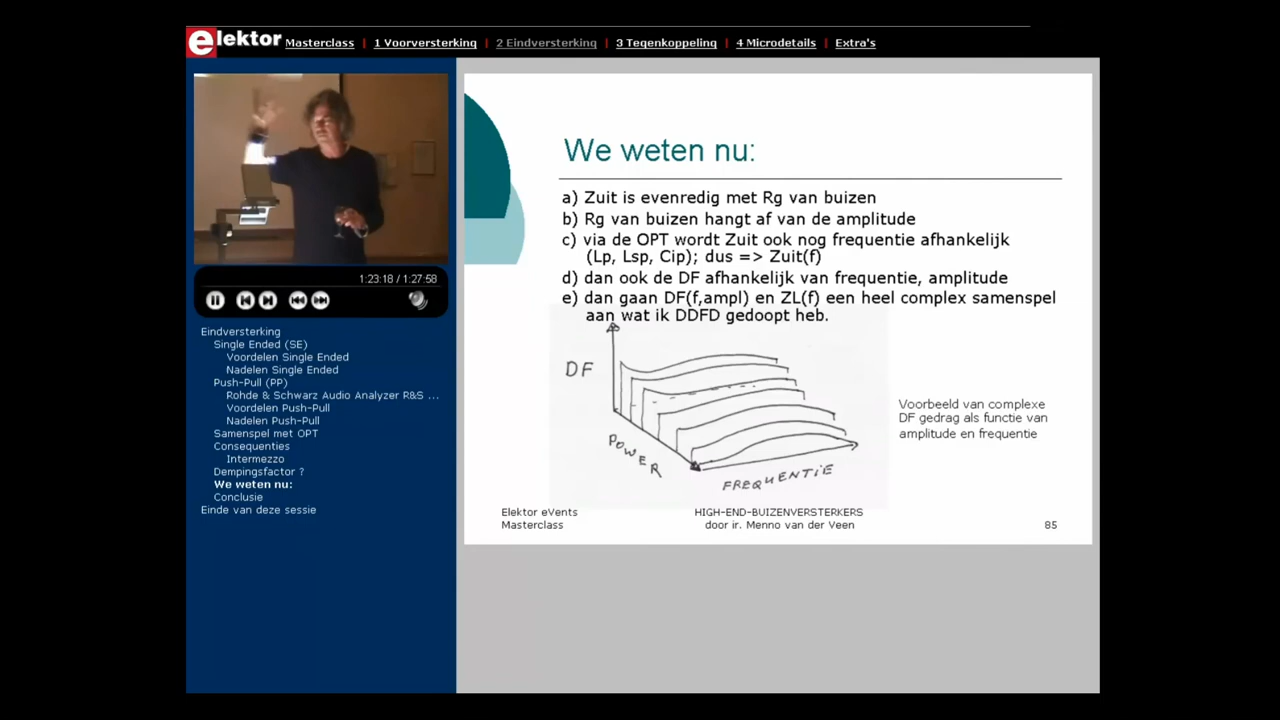 elektor Masterclass | 1 Voorversterking | 2 Eindversterking | 3 Tegenkoppeling | 4 Microdetails | Extra's
1:23:18 / 1:27:58
Eindversterking
Single Ended (SE)
Voordelen Single Ended
Nadelen Single Ended
Push-Pull (PP)
Rohde & Schwarz Audio Analyzer R&S ...
Voordelen Push-Pull
Nadelen Push-Pull
Samenspel met OPT
Consequenties
Intermezzo
Dempingsfactor ?
We weten nu:
Conclusie
Einde van deze sessie
We weten nu:
a) Zuit is evenredig met Rg van buizen
b) Rg van buizen hangt af van de amplitude
c) via de OPT wordt Zuit ook nog frequentie afhankelijk
(Lp, Lsp, Cip); dus => Zuit(f)
d) dan ook de DF afhankelijk van frequentie, amplitude
e) dan gaan DF(f,ampl) en ZL(f) een heel complex samenspel
aan wat ik DDFD gedoopt heb.
DF
POWER
FREQUENTIE
Voorbeeld van complexe
DF gedrag als functie van
amplitude en frequentie
Elektor eVents
Masterclass
HIGH-END-BUIZENVERSTERKERS
door ir. Menno van der Veen
85